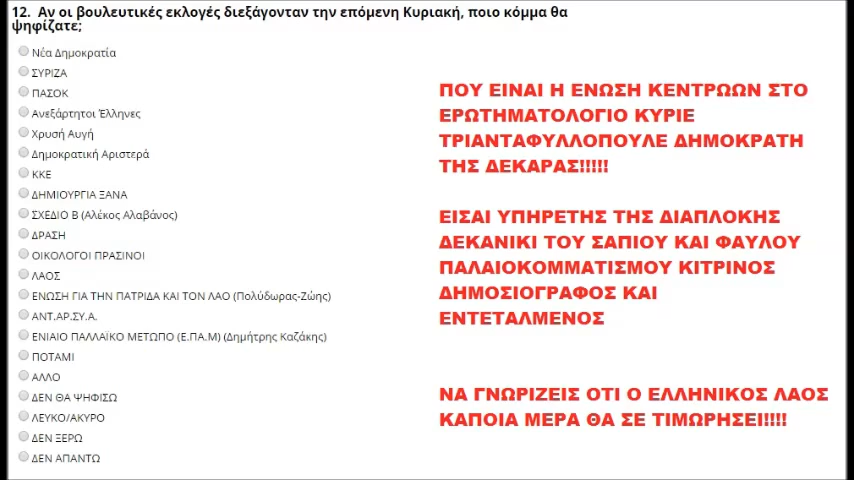 12. Αν οι βουλευτικές εκλογές διεξάγονταν την επόμενη Κυριακή, ποιο κόμμα θα
ψηφίζατε;
Νέα Δημοκρατία
ΣΥΡΙΖΑ
ΠΑΣΟΚ
Ανεξάρτητοι Έλληνες
Χρυσή Αυγή
Δημοκρατική Αριστερά
ΚΚΕ
ΔΗΜΙΟΥΡΓΙΑ ΞΑΝΑ
ΣΧΕΔΙΟ Β (Αλέκος Αλαβάνος)
ΔΡΑΣΗ
ΟΙΚΟΛΟΓΟΙ ΠΡΑΣΙΝΟΙ
ΛΑΟΣ
ΕΝΩΣΗ ΓΙΑ ΤΗΝ ΠΑΤΡΙΔΑ ΚΑΙ ΤΟΝ ΛΑΟ (Πολύδωρας-Ζώης)
ΑΝΤ.ΑΡ.ΣΥ.Α.
ΕΝΙΑΙΟ ΠΑΛΛΑΪΚΟ ΜΕΤΩΠΟ (Ε.ΠΑ.Μ) (Δημήτρης Καζάκης)
ΠΟΤΑΜΙ
ΑΛΛΟ
ΔΕΝ ΘΑ ΨΗΦΙΣΩ
ΛΕΥΚΟ/ΑΚΥΡΟ
ΔΕΝ ΞΕΡΩ
ΔΕΝ ΑΠΑΝΤΩ
ΠΟΥ ΕΙΝΑΙ Η ΕΝΩΣΗ ΚΕΝΤΡΩΩΝ ΣΤΟ
ΕΡΩΤΗΜΑΤΟΛΟΓΙΟ ΚΥΡΙΕ
ΤΡΙΑΝΤΑΦΥΛΛΟΠΟΥΛΕ ΔΗΜΟΚΡΑΤΗ
ΤΗΣ ΔΕΚΑΡΑΣ!!!!!
ΕΙΣΑΙ ΥΠΗΡΕΤΗΣ ΤΗΣ ΔΙΑΠΛΟΚΗΣ
ΔΕΚΑΝΙΚΙ ΤΟΥ ΣΑΠΙΟΥ ΚΑΙ ΦΑΥΛΟΥ
ΠΑΛΑΙΟΚΟΜΜΑΤΙΣΜΟΥ ΚΙΤΡΙΝΟΣ
ΔΗΜΟΣΙΟΓΡΑΦΟΣ ΚΑΙ
ΕΝΤΕΤΑΛΜΕΝΟΣ
ΝΑ ΓΝΩΡΙΖΕΙΣ ΟΤΙ Ο ΕΛΛΗΝΙΚΟΣ ΛΑΟΣ
ΚΑΠΟΙΑ ΜΕΡΑ ΘΑ ΣΕ ΤΙΜΩΡΗΣΕΙ!!!!